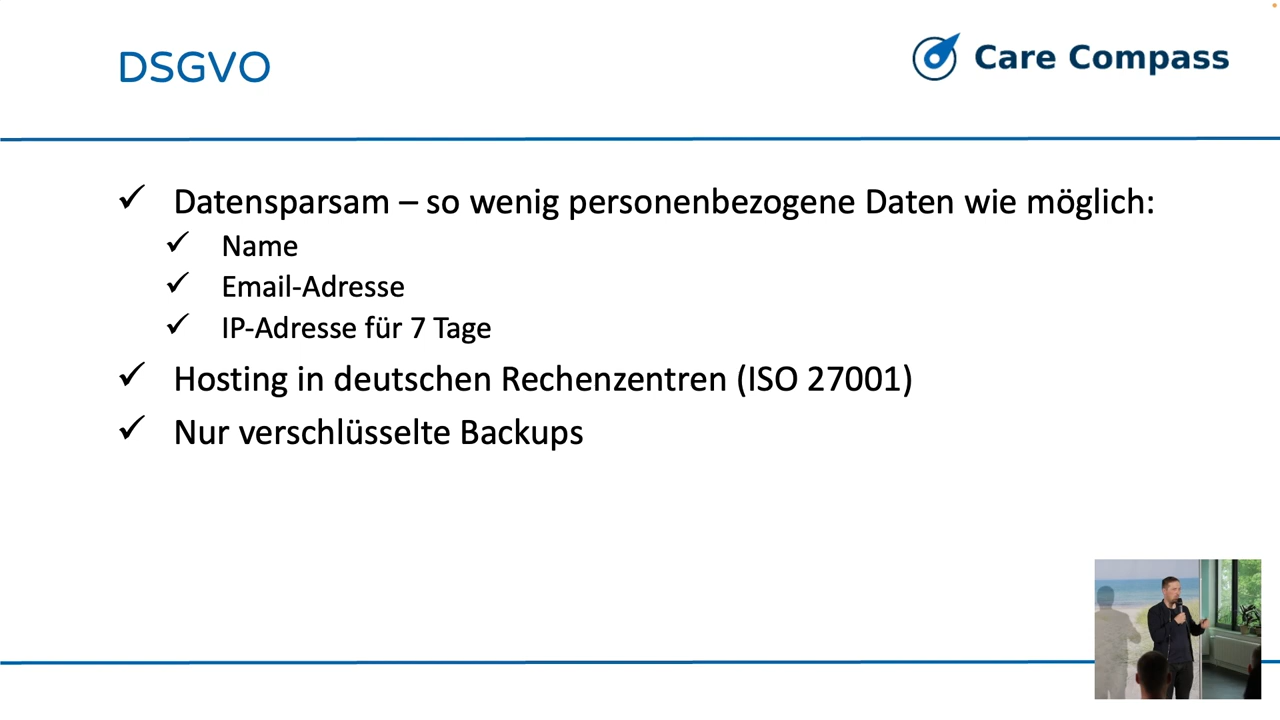 DSGVO
Care Compass
Datensparsam – so wenig personenbezogene Daten wie möglich:
Name
Email-Adresse
IP-Adresse für 7 Tage
Hosting in deutschen Rechenzentren (ISO 27001)
Nur verschlüsselte Backups